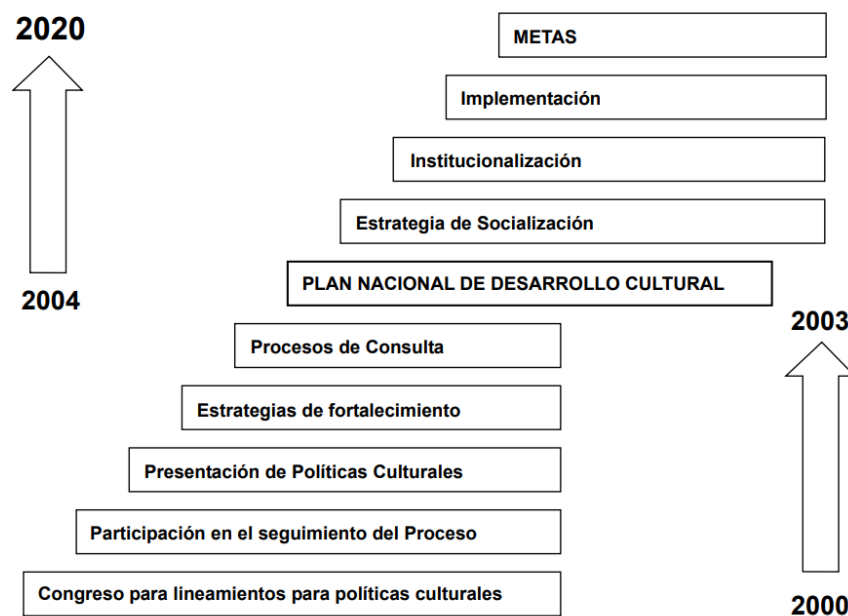 2020
METAS
Implementación
Institucionalización
Estrategia de Socialización
PLAN NACIONAL DE DESARROLLO CULTURAL
2004
2003
Procesos de Consulta
Estrategias de fortalecimiento
Presentación de Políticas Culturales
Participación en el seguimiento del Proceso
Congreso para lineamientos para políticas culturales
2000